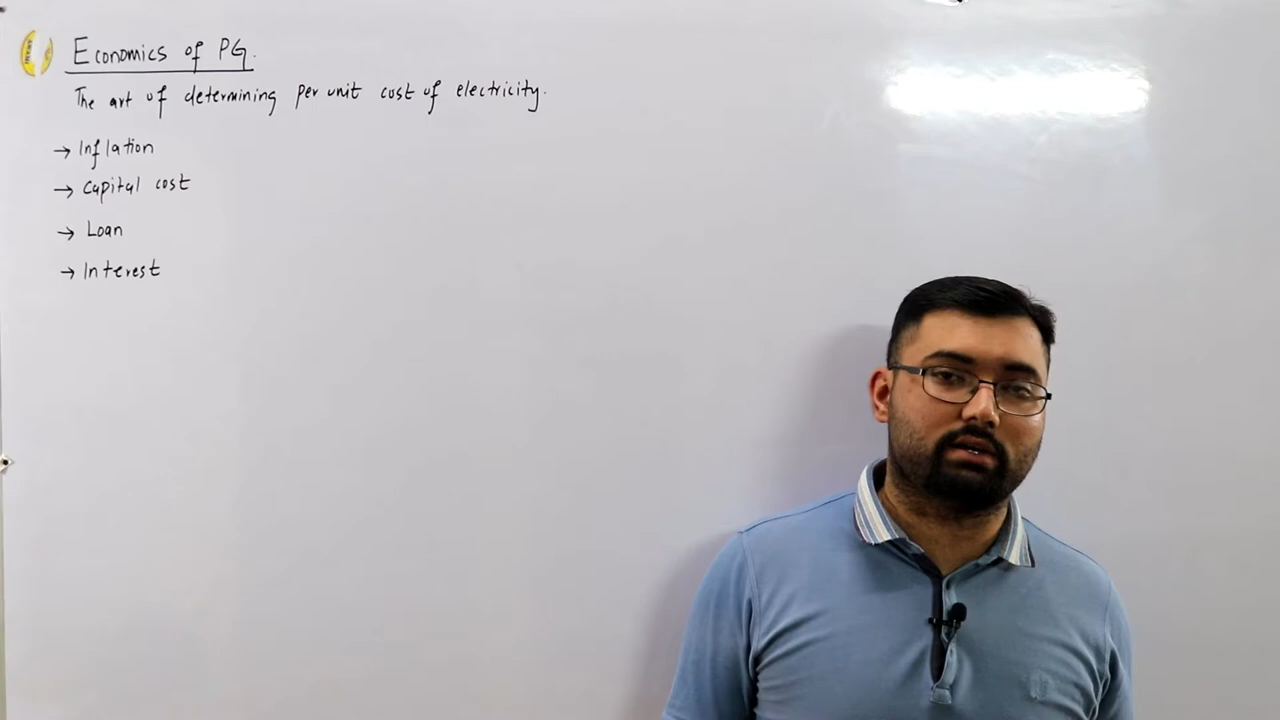 Economics of PG.
The art of determining per unit cost of electricity.
→ Inflation
→ Capital cost
→ Loan
→ Interest